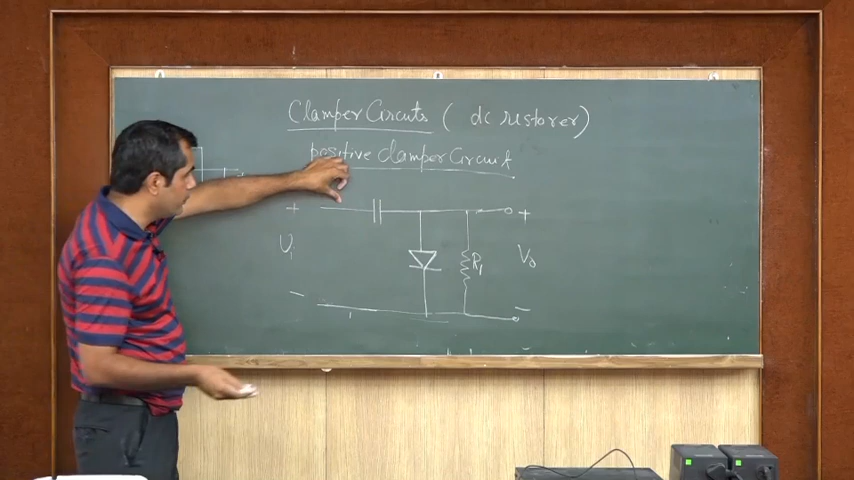 Clamper Circuits ( dc restorer)
positive clamper Circuit
+ +
Vi R1 Vo
- -